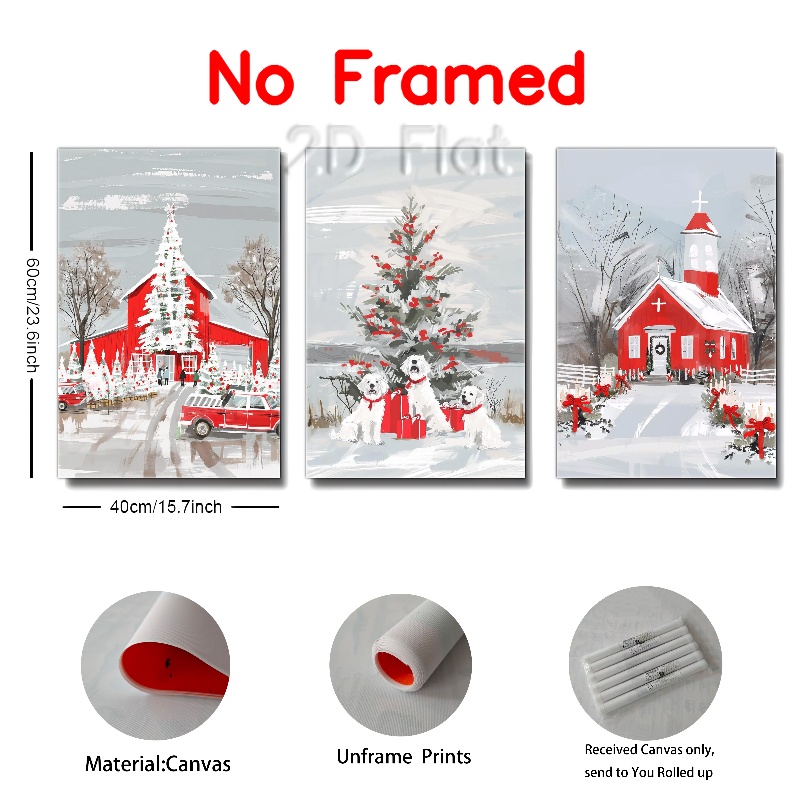 No Framed
2D Flat
60cm/23.6inch
40cm/15.7inch
Material:Canvas
Unframe Prints
Received Canvas only,
send to You Rolled up